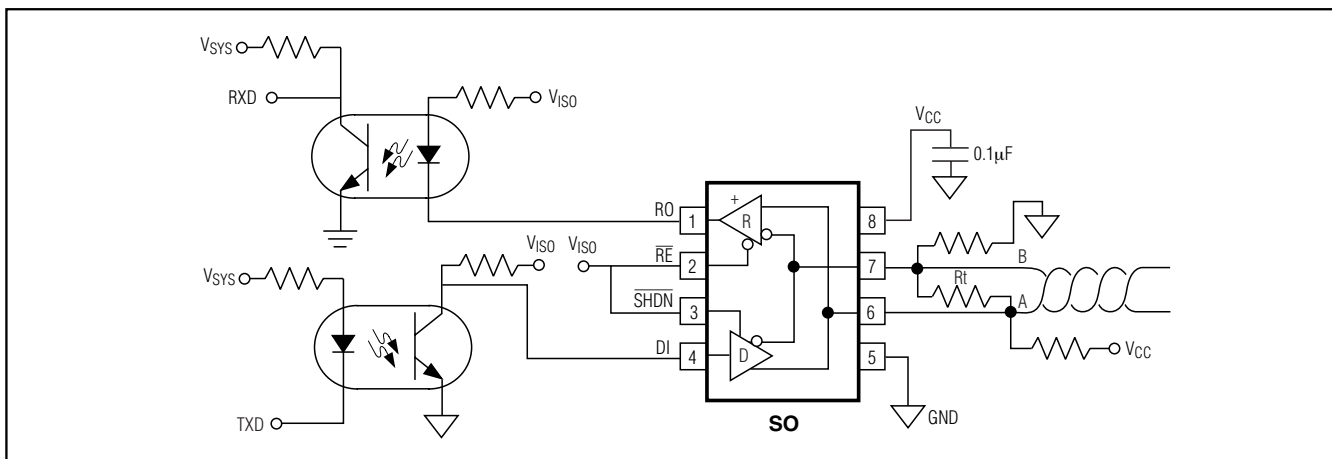 VSYS
RXD
VISO
VCC
0.1µF
RO
1
+
R
8
VISO
VISO
RE
2
7
B
VSYS
SHDN
3
Rt
6
A
DI
4
D
5
VCC
TXD
GND
SO